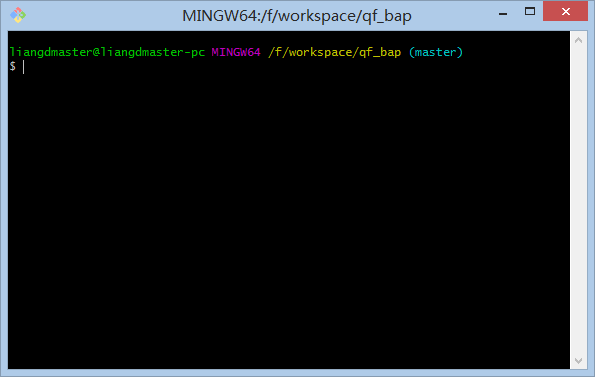 MINGW64:/f/workspace/qf_bap
liangdmaster@liangdmaster-pc MINGW64 /f/workspace/qf_bap (master)
$